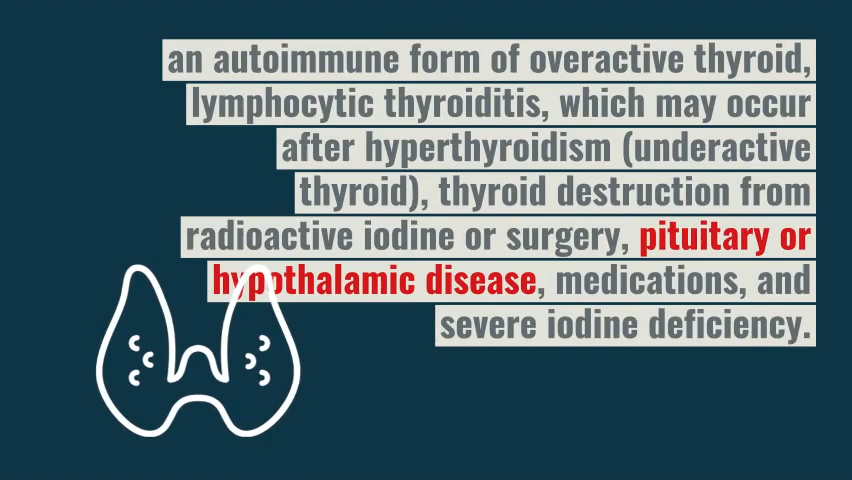 an autoimmune form of overactive thyroid,
lymphocytic thyroiditis, which may occur
after hyperthyroidism (underactive
thyroid), thyroid destruction from
radioactive iodine or surgery, pituitary or
hypothalamic disease, medications, and
severe iodine deficiency.